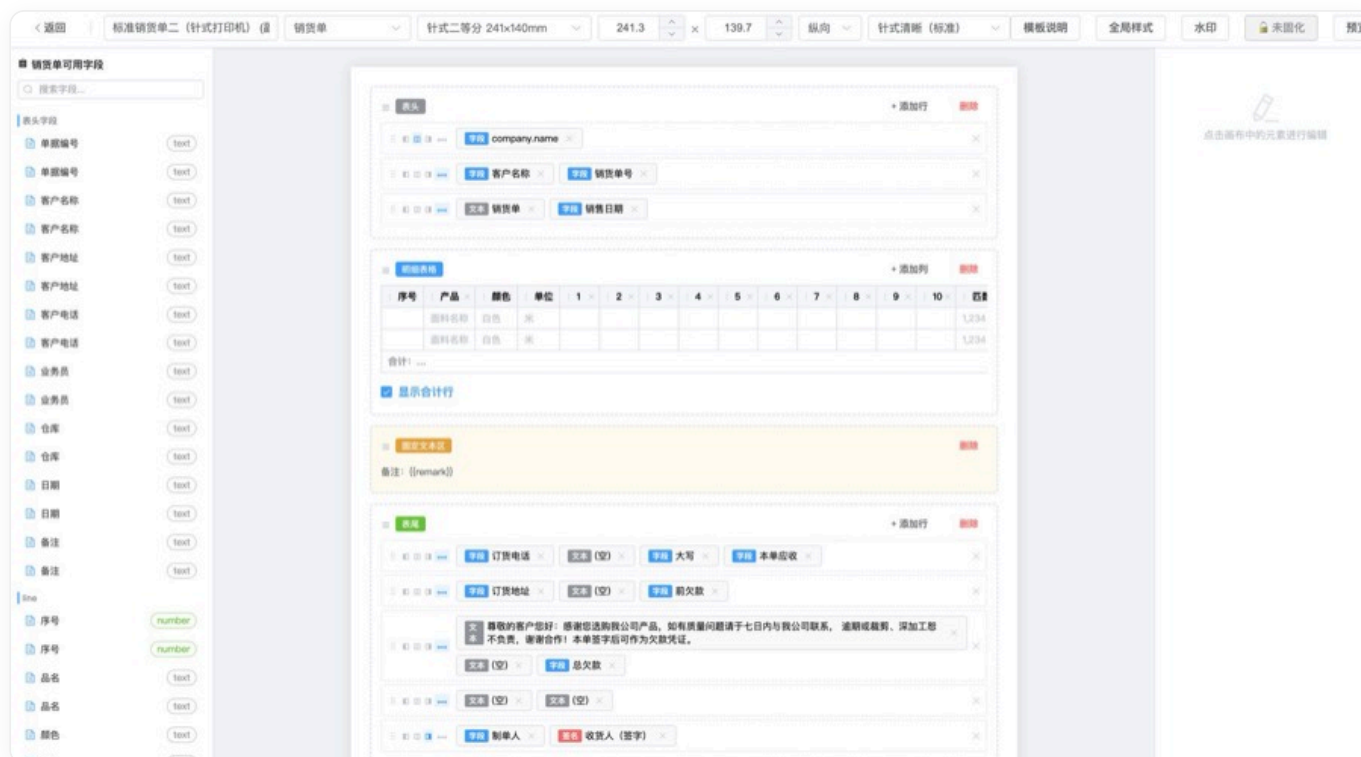 返回 标准销货单二（针式打印机）（ 销货单 针式二等分 241×140mm 241.3 × 139.7 纵向 针式清晰（标准） 模板说明 全局样式 水印 未固化
销货单可用字段
搜索字段...
表头字段
单据编号 text
单据编号 text
客户名称 text
客户名称 text
客户地址 text
客户地址 text
客户电话 text
客户电话 text
业务员 text
业务员 text
仓库 text
仓库 text
日期 text
日期 text
备注 text
备注 text
line
序号 number
序号 number
品名 text
品名 text
颜色 text
表头 + 添加行 删除
字段 company.name
字段 客户名称 字段 销货单号
文本 销货单 字段 销售日期
明细表格 + 添加列 删除
序号 产品 颜色 单位 1 2 3 4 5 6 7 8 9 10 匹数
面料名称 白色 米 1,234
面料名称 白色 米 1,234
合计：...
显示合计行
固定文本区 删除
备注：{{remark}}
表尾 + 添加行 删除
字段 订货电话 文本 (空) 字段 大写 字段 本单应收
字段 订货地址 文本 (空) 字段 前欠款
文本 尊敬的客户您好：感谢您选购我公司产品，如有质量问题请于七日内与我公司联系， 逾期或裁剪、深加工恕
不负责，谢谢合作！本单签字后可作为欠款凭证。
文本 (空) 字段 总欠款
文本 (空) 文本 (空)
字段 制单人 签名 收货人（签字）
点击画布中的元素进行编辑